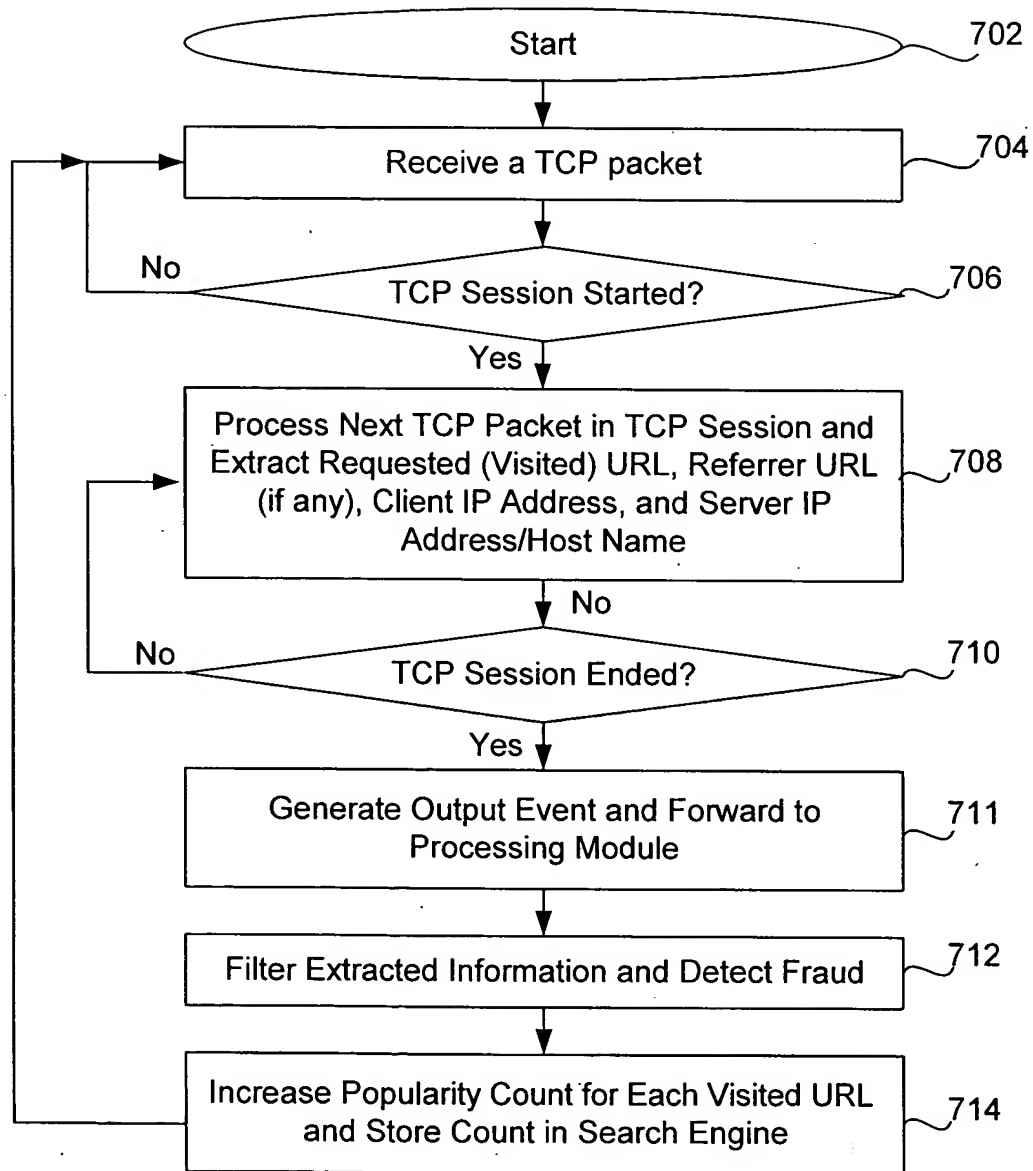 Start
702
Receive a TCP packet
704
No
TCP Session Started?
706
Yes
Process Next TCP Packet in TCP Session and
Extract Requested (Visited) URL, Referrer URL
(if any), Client IP Address, and Server IP
Address/Host Name
708
No
No
TCP Session Ended?
710
Yes
Generate Output Event and Forward to
Processing Module
711
Filter Extracted Information and Detect Fraud
712
Increase Popularity Count for Each Visited URL
and Store Count in Search Engine
714